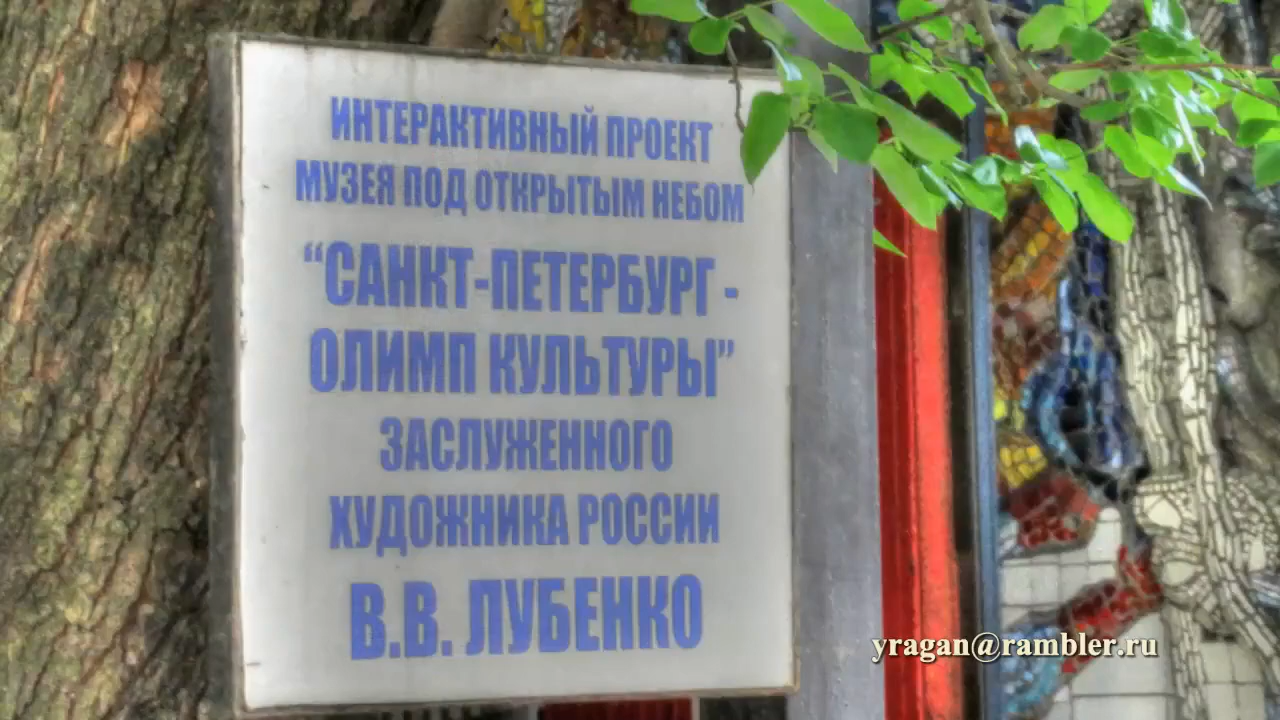 ИНТЕРАКТИВНЫЙ ПРОЕКТ
МУЗЕЯ ПОД ОТКРЫТЫМ НЕБОМ
“САНКТ-ПЕТЕРБУРГ -
ОЛИМП КУЛЬТУРЫ”
ЗАСЛУЖЕННОГО
ХУДОЖНИКА РОССИИ
В.В. ЛУБЕНКО
yragan@rambler.ru